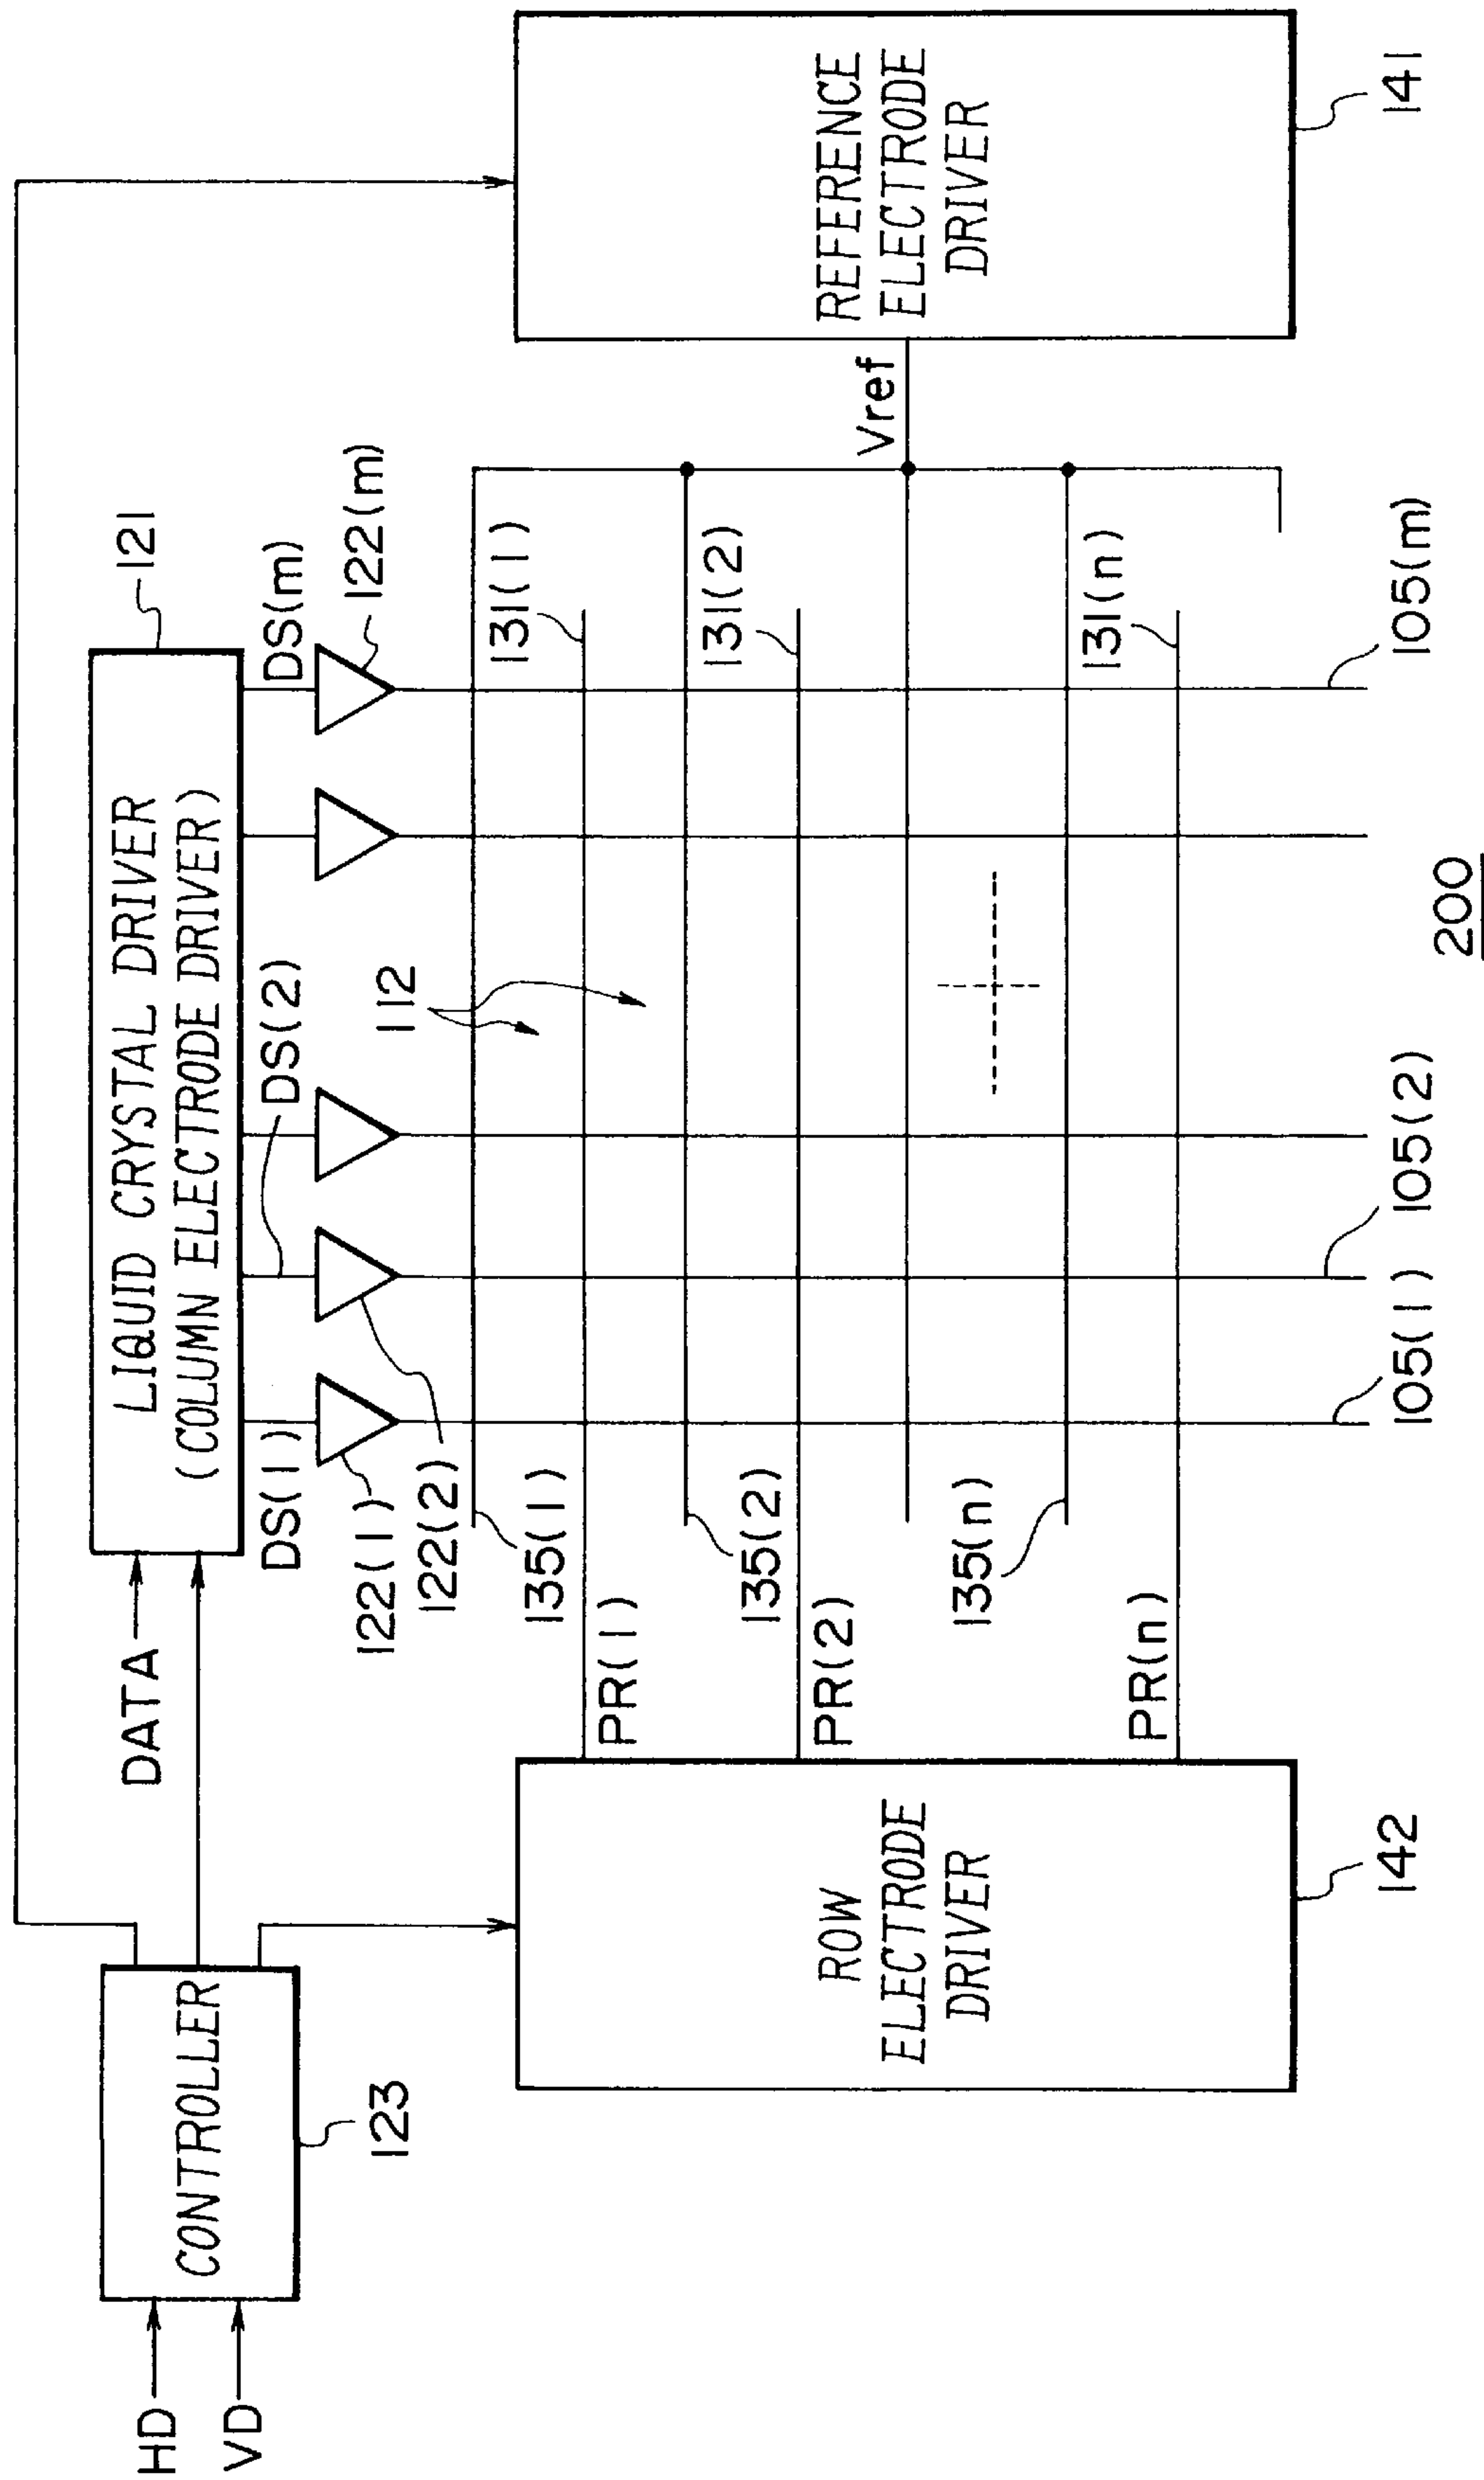 HD
VD
CONTROLLER
123
DATA
LIQUID CRYSTAL DRIVER
(COLUMN ELECTRODE DRIVER)
121
DS(1)
DS(2)
DS(m)
122(1)
122(2)
122(m)
112
135(1)
135(2)
135(n)
131(1)
131(2)
131(n)
PR(1)
PR(2)
PR(n)
ROW
ELECTRODE
DRIVER
142
Vref
REFERENCE
ELECTRODE
DRIVER
141
105(1)
105(2)
105(m)
200